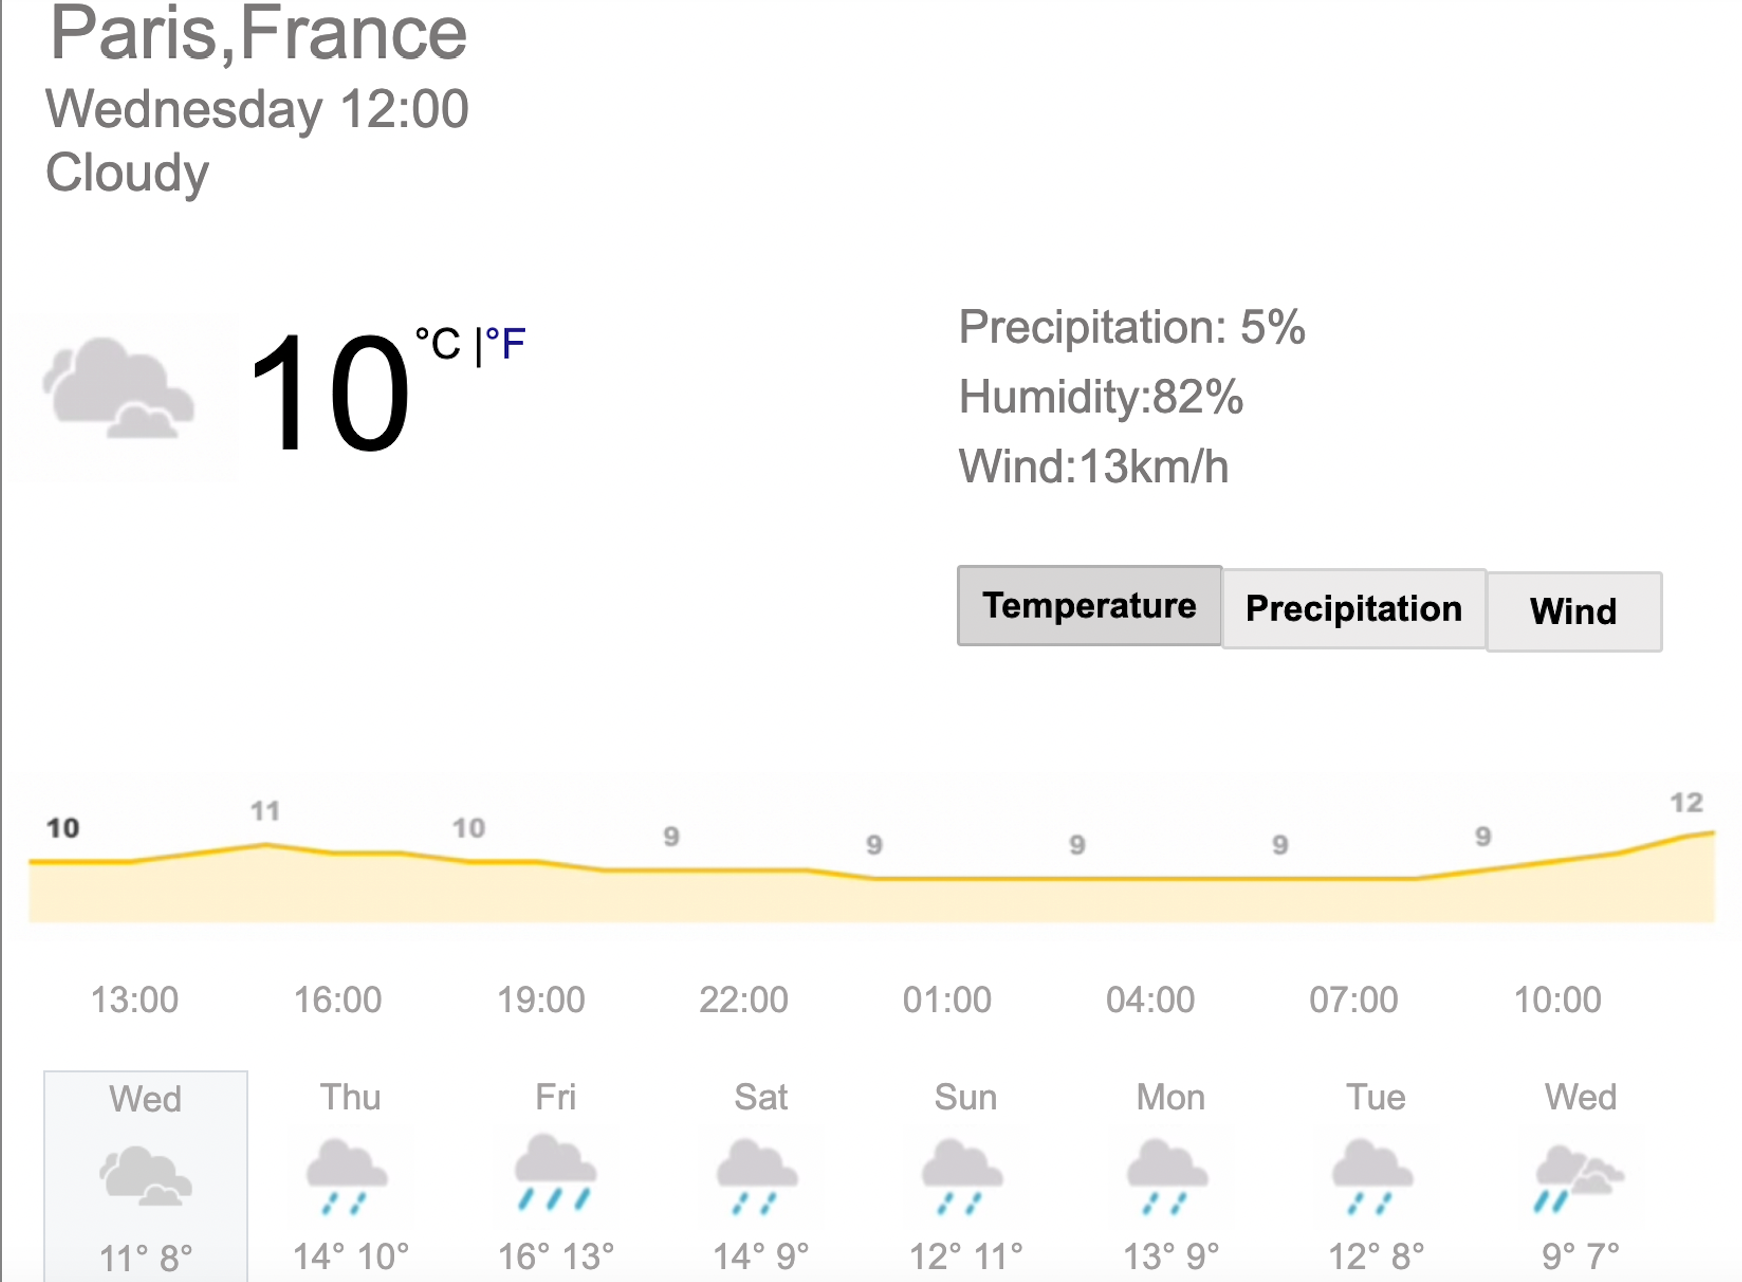 Paris,France
Wednesday 12:00
Cloudy
10 °C |°F
Precipitation: 5%
Humidity:82%
Wind:13km/h
Temperature Precipitation Wind
10 11 10 9 9 9 9 9 12
13:00 16:00 19:00 22:00 01:00 04:00 07:00 10:00
Wed Thu Fri Sat Sun Mon Tue Wed
11° 8° 14° 10° 16° 13° 14° 9° 12° 11° 13° 9° 12° 8° 9° 7°